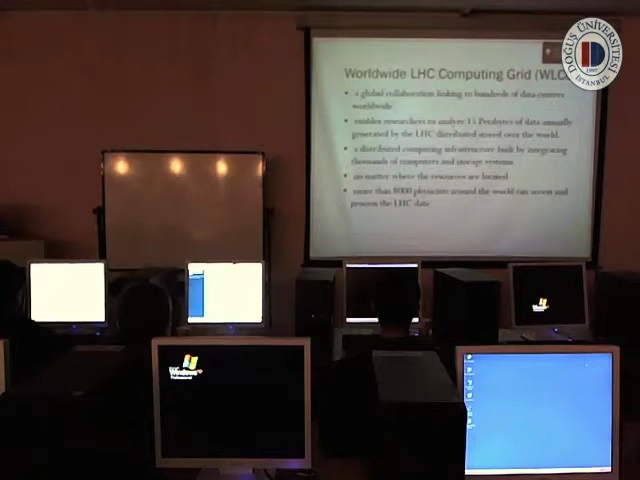 DOĞUŞ ÜNİVERSİTESİ
1997
İSTANBUL
Worldwide LHC Computing Grid (WLC
• a global collaboration linking to hundreds of data centres
worldwide
• enables researchers to analyze 15 Petabytes of data annually
generated by the LHC distributed stored over the world.
• a distributed computing infrastructure built by integrating
thousands of computers and storage systems
• no matter where the resources are located
• more than 8000 physicists around the world can access and
process the LHC data
Windows